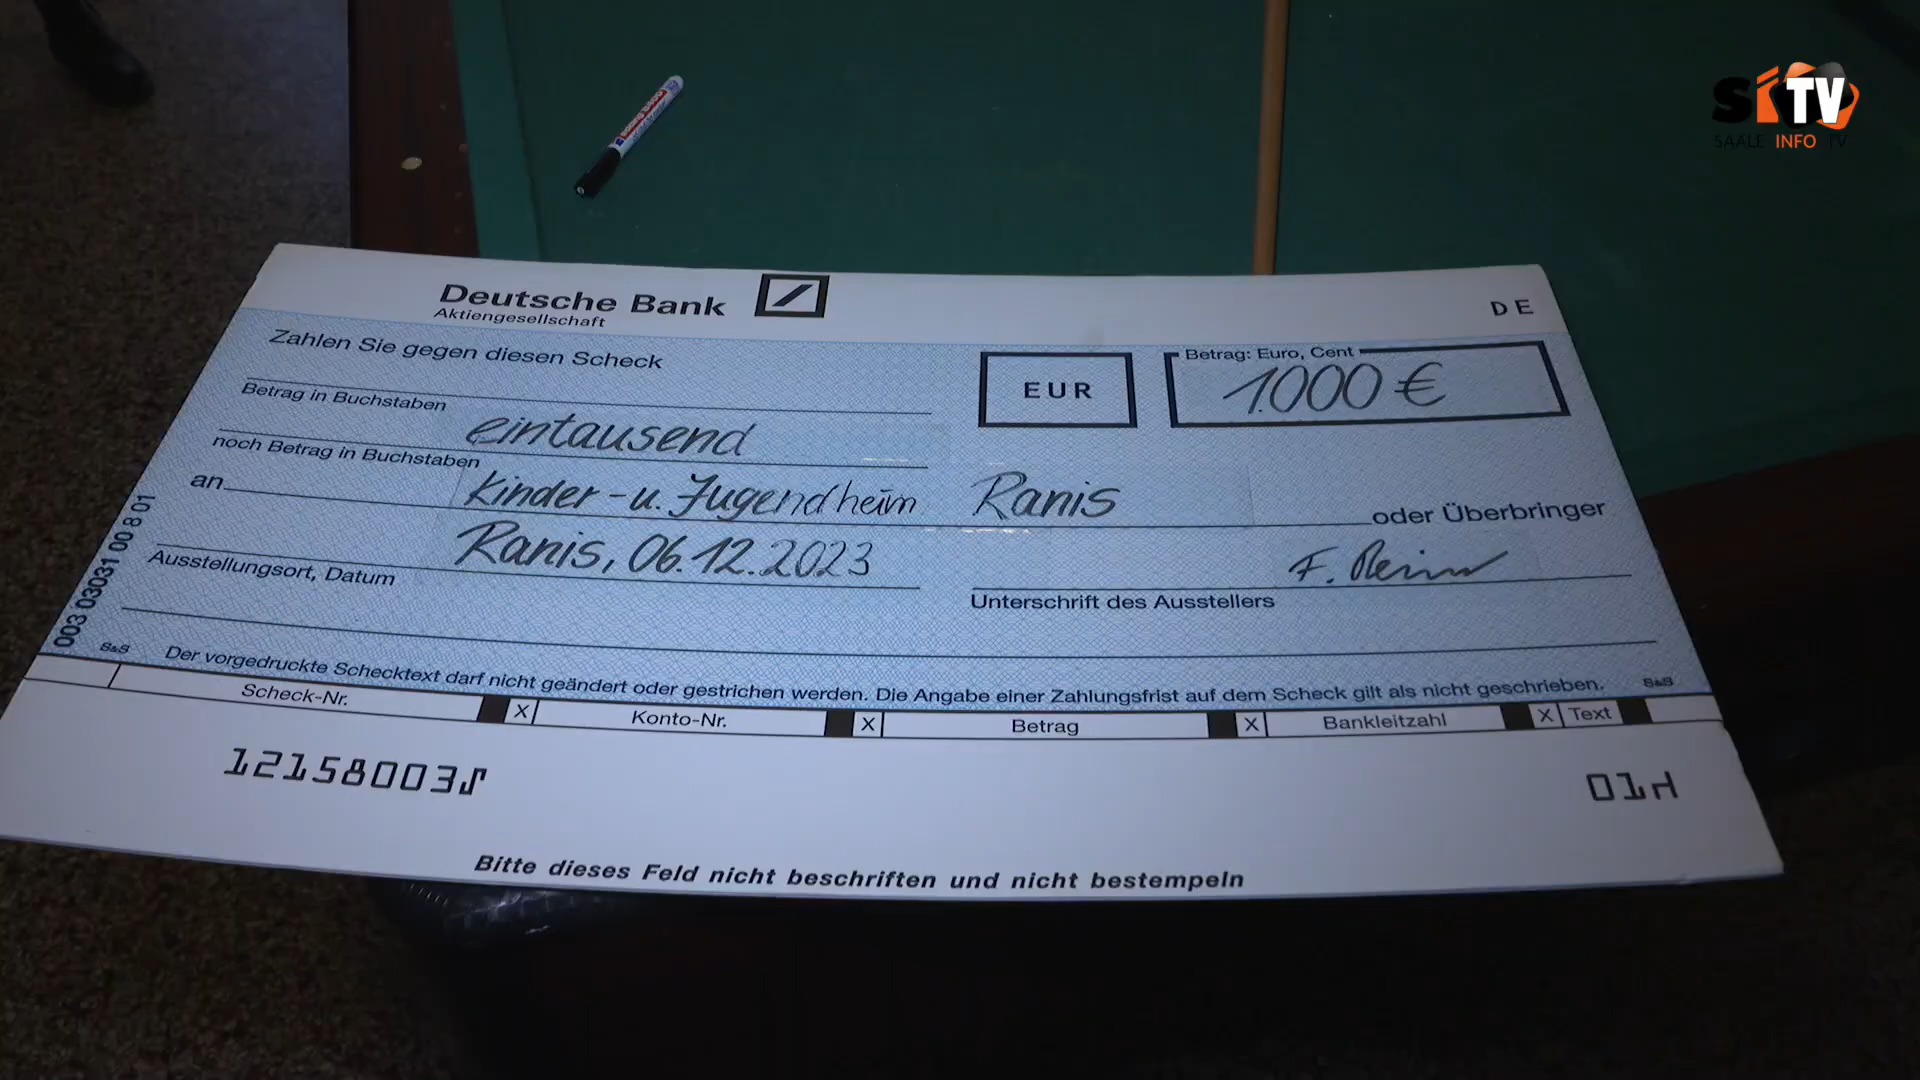 SiTV
SAALE INFO TV
Deutsche Bank
Aktiengesellschaft
DE
Zahlen Sie gegen diesen Scheck
EUR
Betrag: Euro, Cent
1.000 €
Betrag in Buchstaben
eintausend
noch Betrag in Buchstaben
an Kinder-u. Jugendheim Ranis oder Überbringer
Ranis, 06.12.2023
Ausstellungsort, Datum
Unterschrift des Ausstellers
003 03031 00 8 01
S&S Der vorgedruckte Schecktext darf nicht geändert oder gestrichen werden. Die Angabe einer Zahlungsfrist auf dem Scheck gilt als nicht geschrieben. S&S
Scheck-Nr. X Konto-Nr. X Betrag X Bankleitzahl X Text
12158003 01
Bitte dieses Feld nicht beschriften und nicht bestempeln